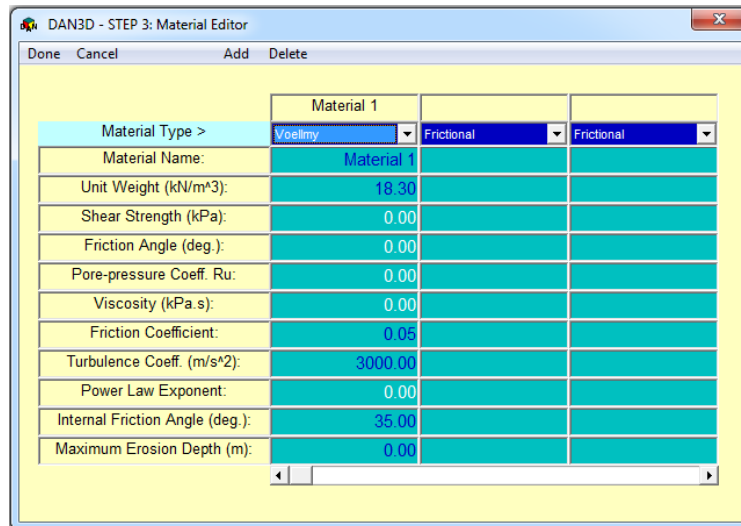 DAN3D - STEP 3: Material Editor
Done Cancel Add Delete
Material 1
Material Type > Voellmy Frictional Frictional
Material Name: Material 1
Unit Weight (kN/m^3): 18.30
Shear Strength (kPa): 0.00
Friction Angle (deg.): 0.00
Pore-pressure Coeff. Ru: 0.00
Viscosity (kPa.s): 0.00
Friction Coefficient: 0.05
Turbulence Coeff. (m/s^2): 3000.00
Power Law Exponent: 0.00
Internal Friction Angle (deg.): 35.00
Maximum Erosion Depth (m): 0.00